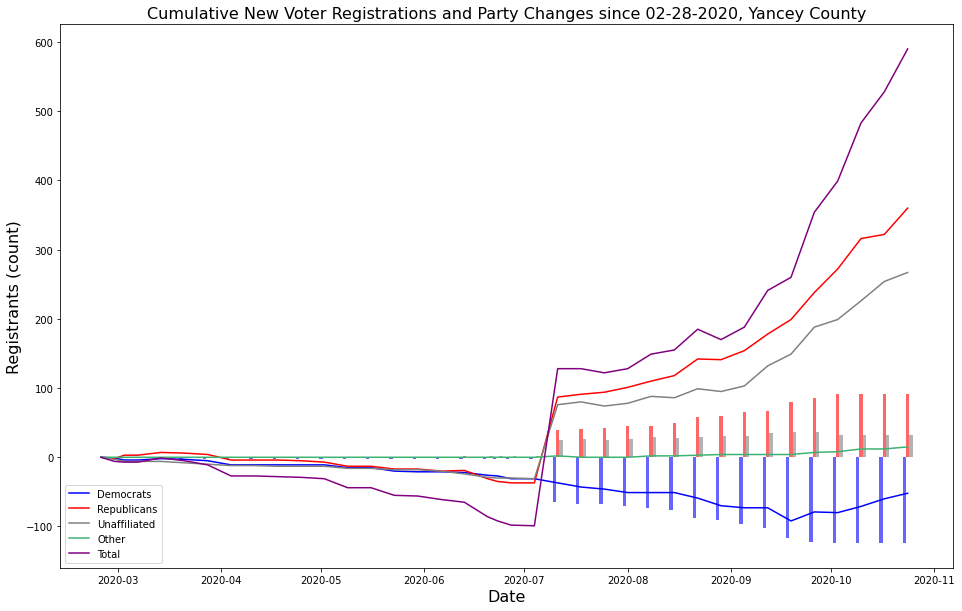 Cumulative New Voter Registrations and Party Changes since 02-28-2020, Yancey County
Registrants (count)
600
500
400
300
200
100
0
−100
Democrats
Republicans
Unaffiliated
Other
Total
2020-03
2020-04
2020-05
2020-06
2020-07
2020-08
2020-09
2020-10
2020-11
Date